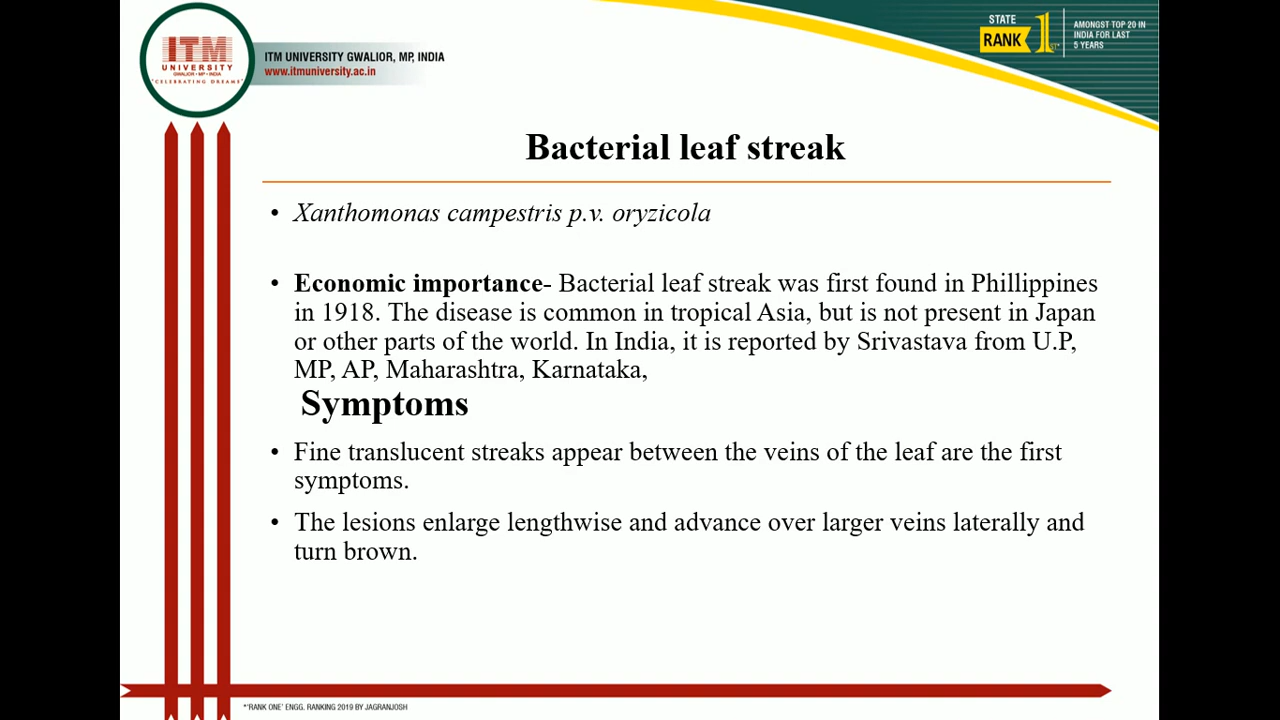 ITM
UNIVERSITY
GWALIOR • MP • INDIA
"CELEBRATING DREAMS"
ITM UNIVERSITY GWALIOR, MP, INDIA
www.itmuniversity.ac.in
STATE
RANK 1ST*
AMONGST TOP 20 IN
INDIA FOR LAST
5 YEARS
Bacterial leaf streak
• Xanthomonas campestris p.v. oryzicola
• Economic importance- Bacterial leaf streak was first found in Phillippines
in 1918. The disease is common in tropical Asia, but is not present in Japan
or other parts of the world. In India, it is reported by Srivastava from U.P,
MP, AP, Maharashtra, Karnataka,
Symptoms
• Fine translucent streaks appear between the veins of the leaf are the first
symptoms.
• The lesions enlarge lengthwise and advance over larger veins laterally and
turn brown.
*'RANK ONE' ENGG. RANKING 2019 BY JAGRANJOSH